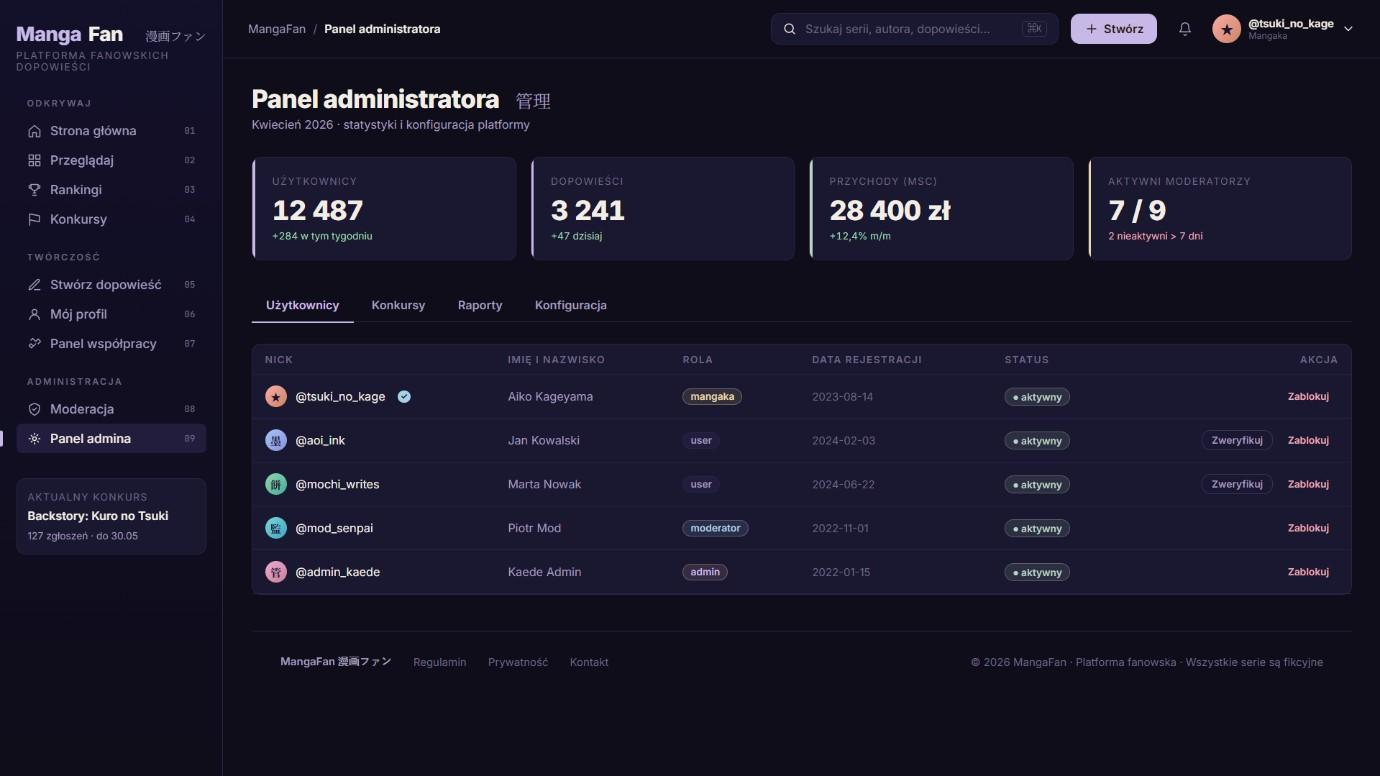 Manga Fan 漫画ファン
PLATFORMA FANOWSKICH
DOPOWIEŚCI
ODKRYWAJ
Strona główna 01
Przeglądaj 02
Rankingi 03
Konkursy 04
TWÓRCZOŚĆ
Stwórz dopowieść 05
Mój profil 06
Panel współpracy 07
ADMINISTRACJA
Moderacja 08
Panel admina 09
AKTUALNY KONKURS
Backstory: Kuro no Tsuki
127 zgłoszeń · do 30.05
MangaFan / Panel administratora
Szukaj serii, autora, dopowieści... ⌘K
+ Stwórz
★ @tsuki_no_kage
Mangaka
Panel administratora 管理
Kwiecień 2026 · statystyki i konfiguracja platformy
UŻYTKOWNICY
12 487
+284 w tym tygodniu
DOPOWIEŚCI
3 241
+47 dzisiaj
PRZYCHODY (MSC)
28 400 zł
+12,4% m/m
AKTYWNI MODERATORZY
7 / 9
2 nieaktywni > 7 dni
Użytkownicy Konkursy Raporty Konfiguracja
NICK IMIĘ I NAZWISKO ROLA DATA REJESTRACJI STATUS AKCJA
★ @tsuki_no_kage Aiko Kageyama mangaka 2023-08-14 ● aktywny Zablokuj
墨 @aoi_ink Jan Kowalski user 2024-02-03 ● aktywny Zweryfikuj Zablokuj
餅 @mochi_writes Marta Nowak user 2024-06-22 ● aktywny Zweryfikuj Zablokuj
監 @mod_senpai Piotr Mod moderator 2022-11-01 ● aktywny Zablokuj
管 @admin_kaede Kaede Admin admin 2022-01-15 ● aktywny Zablokuj
MangaFan 漫画ファン Regulamin Prywatność Kontakt
© 2026 MangaFan · Platforma fanowska · Wszystkie serie są fikcyjne